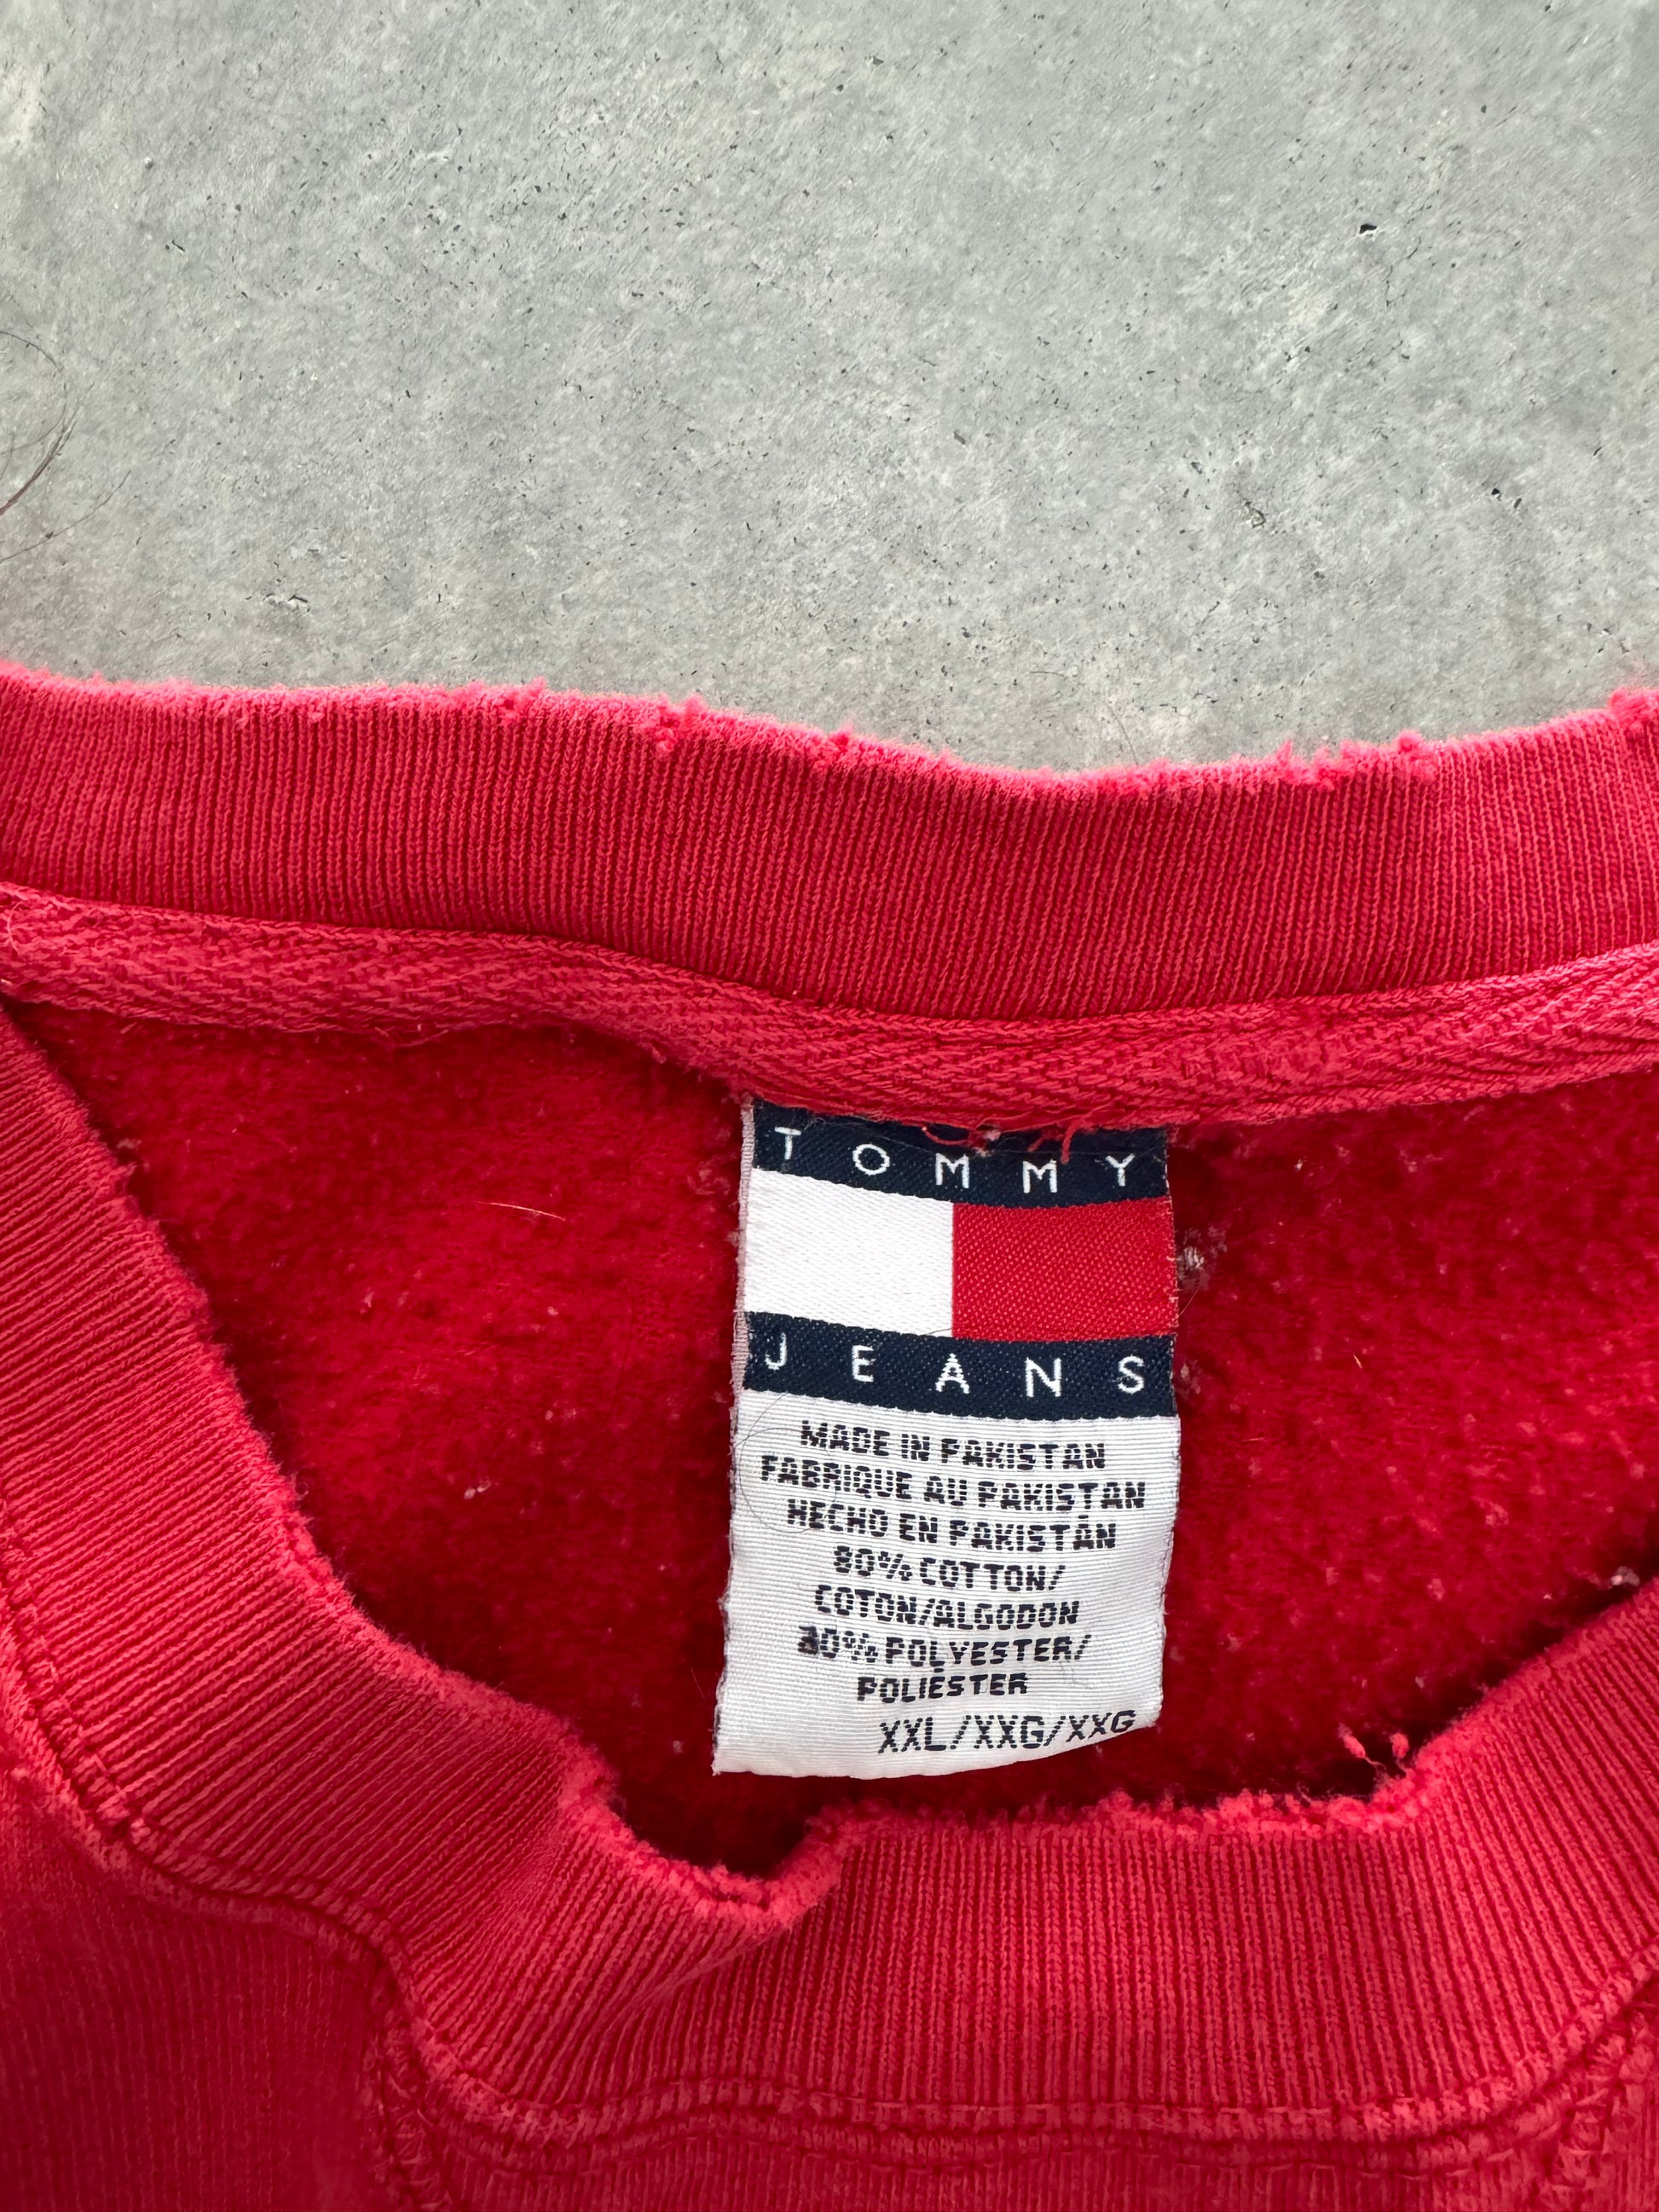 TOMMY
JEANS
MADE IN PAKISTAN
FABRIQUE AU PAKISTAN
HECHO EN PAKISTÁN
80% COTTON/
COTON/ALGODON
POLYESTER/
POLIÉSTER
XXL/XXG/XXG